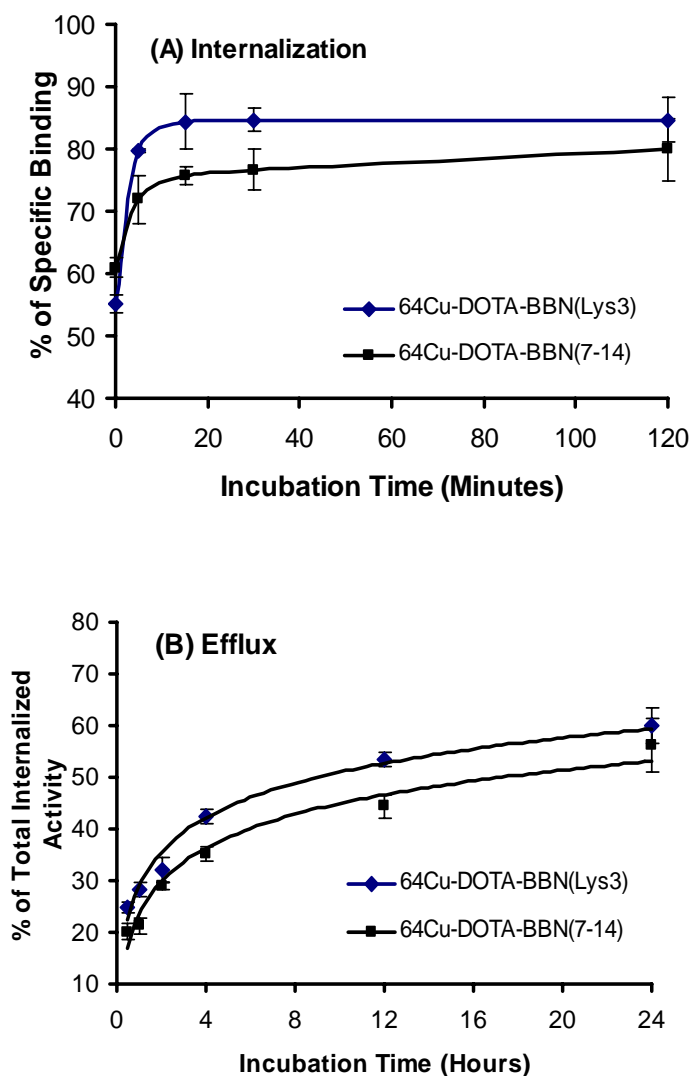 (A) Internalization
% of Specific Binding
100
90
80
70
60
50
40
64Cu-DOTA-BBN(Lys3)
64Cu-DOTA-BBN(7-14)
0 20 40 60 80 100 120
Incubation Time (Minutes)
(B) Efflux
% of Total Internalized
Activity
80
70
60
50
40
30
20
10
64Cu-DOTA-BBN(Lys3)
64Cu-DOTA-BBN(7-14)
0 4 8 12 16 20 24
Incubation Time (Hours)